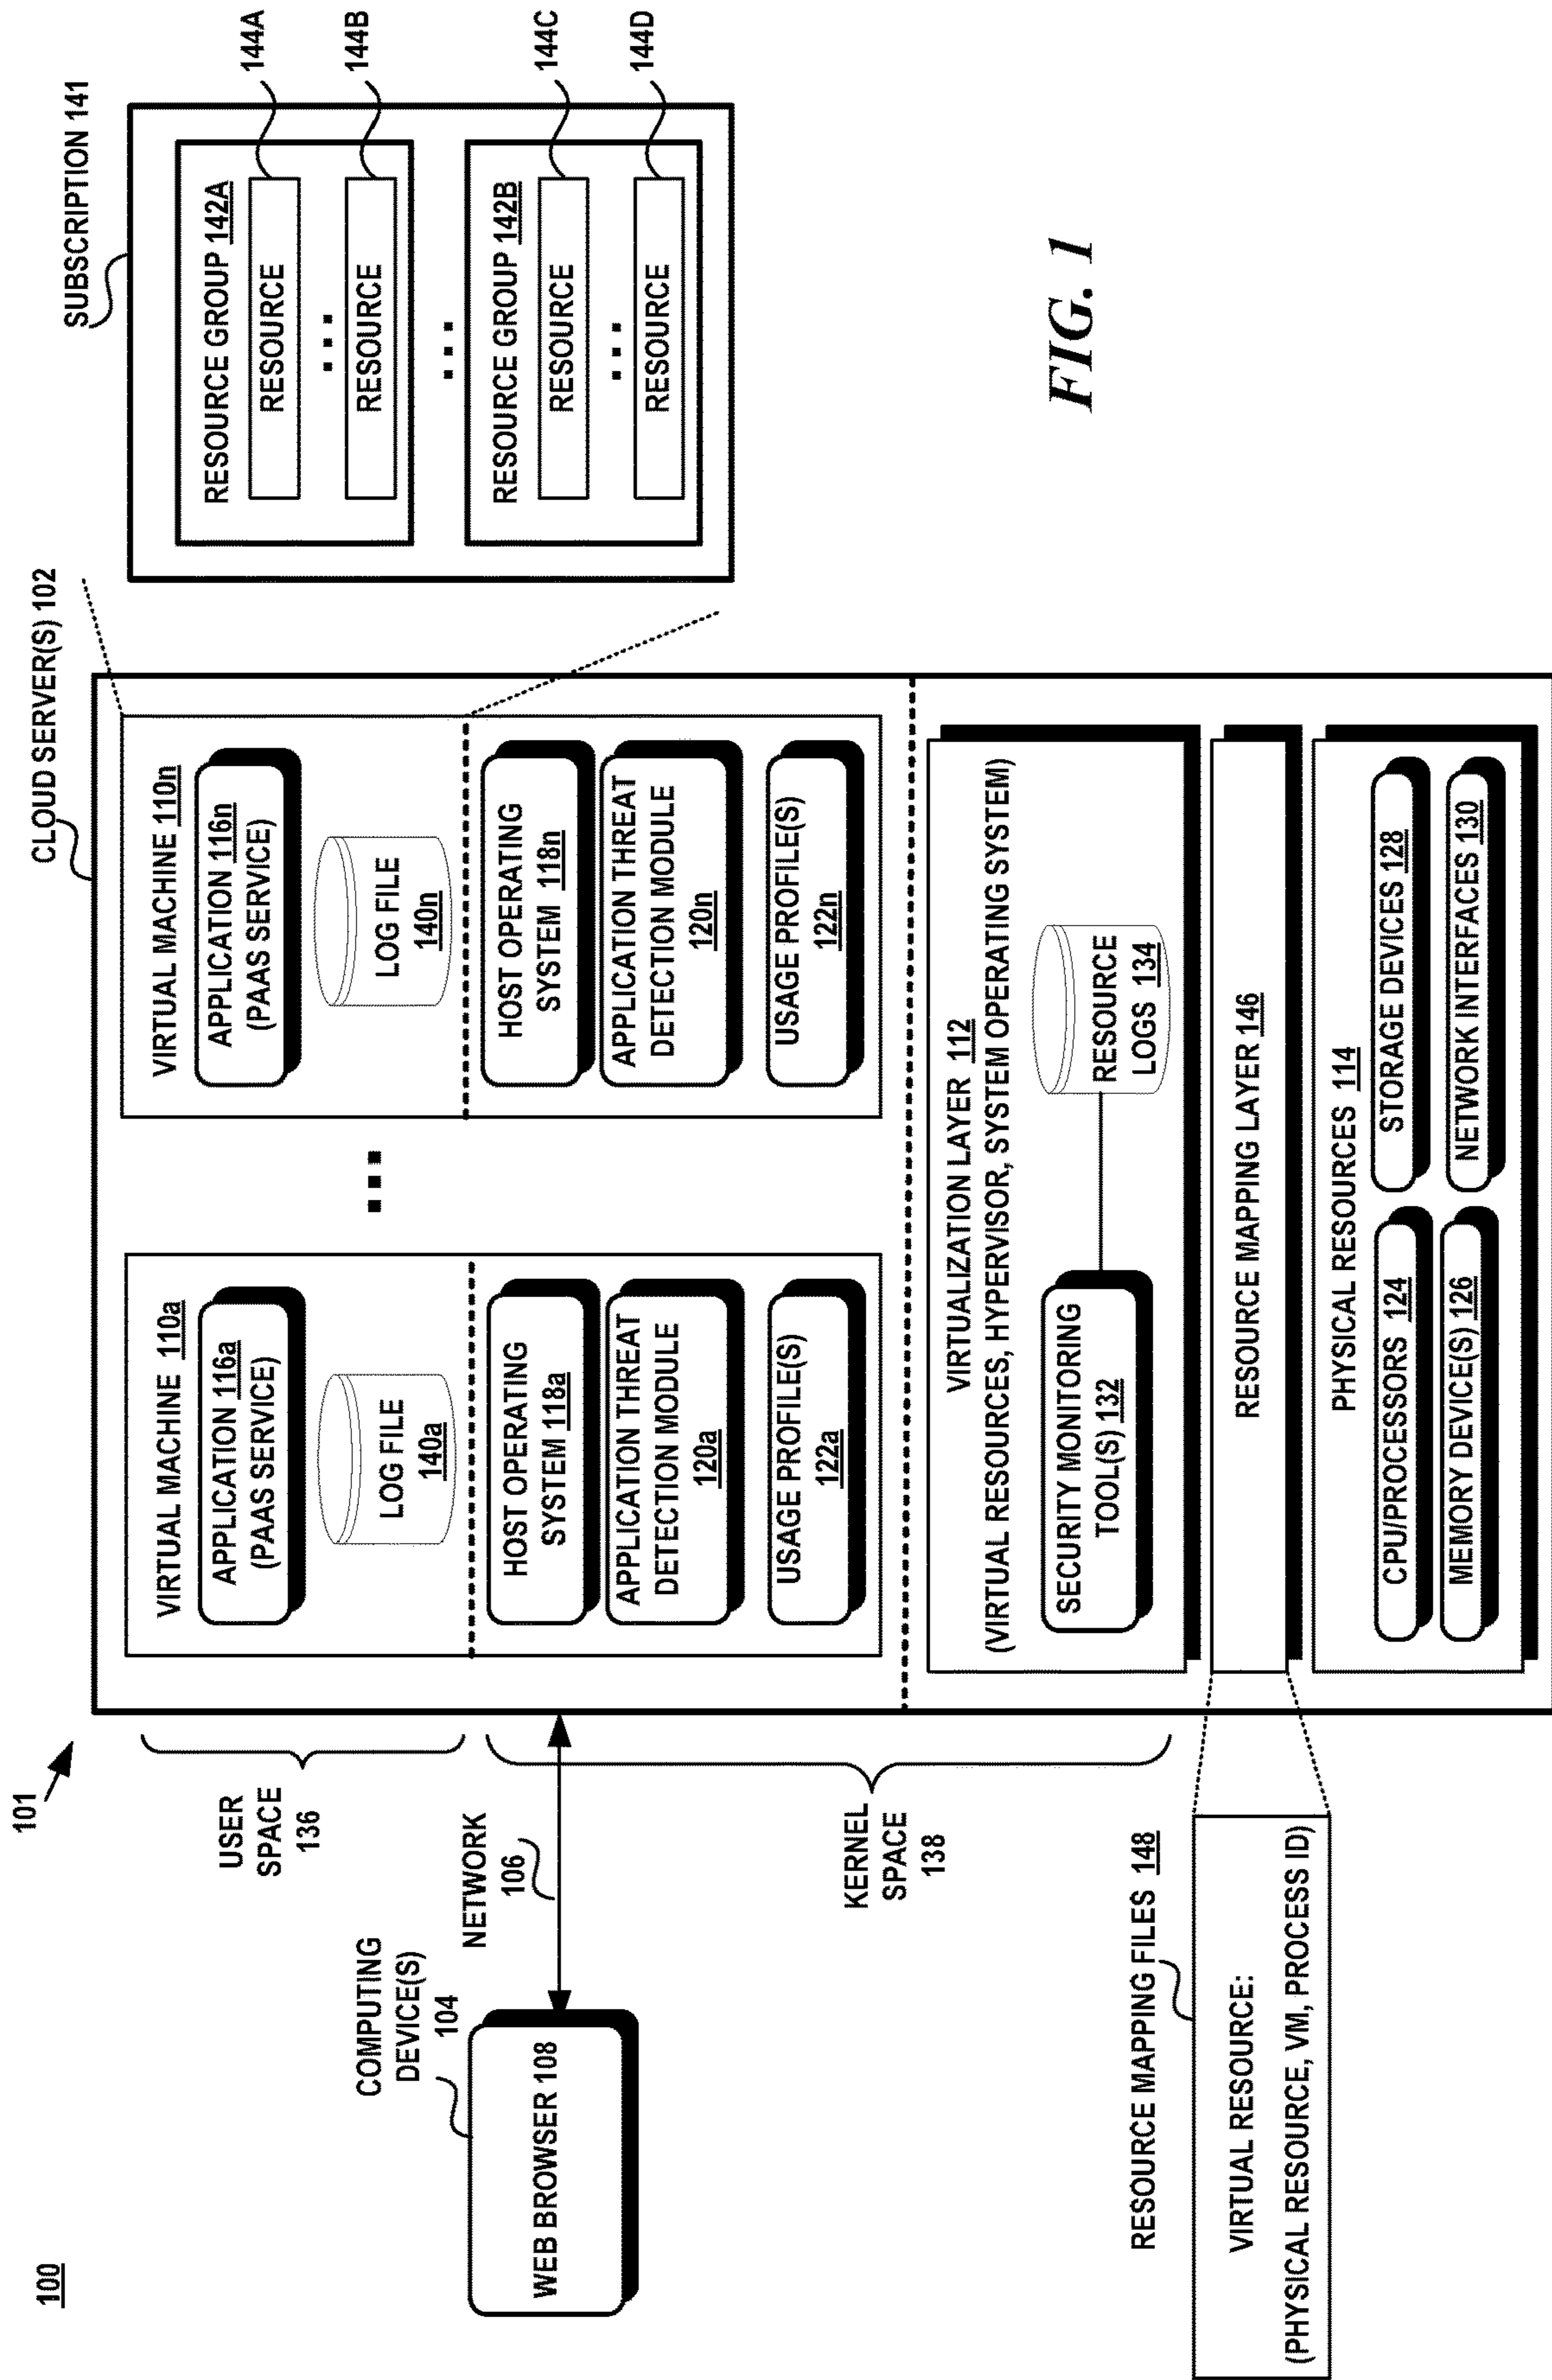 100
101
COMPUTING
DEVICE(S)
104
WEB BROWSER 108
NETWORK
106
USER
SPACE
136
KERNEL
SPACE
138
RESOURCE MAPPING FILES 148
VIRTUAL RESOURCE:
(PHYSICAL RESOURCE, VM, PROCESS ID)
CLOUD SERVER(S) 102
VIRTUAL MACHINE 110a
APPLICATION 116a
(PAAS SERVICE)
LOG FILE
140a
HOST OPERATING
SYSTEM 118a
APPLICATION THREAT
DETECTION MODULE
120a
USAGE PROFILE(S)
122a
VIRTUAL MACHINE 110n
APPLICATION 116n
(PAAS SERVICE)
LOG FILE
140n
HOST OPERATING
SYSTEM 118n
APPLICATION THREAT
DETECTION MODULE
120n
USAGE PROFILE(S)
122n
VIRTUALIZATION LAYER 112
(VIRTUAL RESOURCES, HYPERVISOR, SYSTEM OPERATING SYSTEM)
SECURITY MONITORING
TOOL(S) 132
RESOURCE
LOGS 134
RESOURCE MAPPING LAYER 146
PHYSICAL RESOURCES 114
CPU/PROCESSORS 124
STORAGE DEVICES 128
MEMORY DEVICE(S) 126
NETWORK INTERFACES 130
SUBSCRIPTION 141
RESOURCE GROUP 142A
RESOURCE
144A
RESOURCE
144B
RESOURCE GROUP 142B
RESOURCE
144C
RESOURCE
144D
FIG. 1